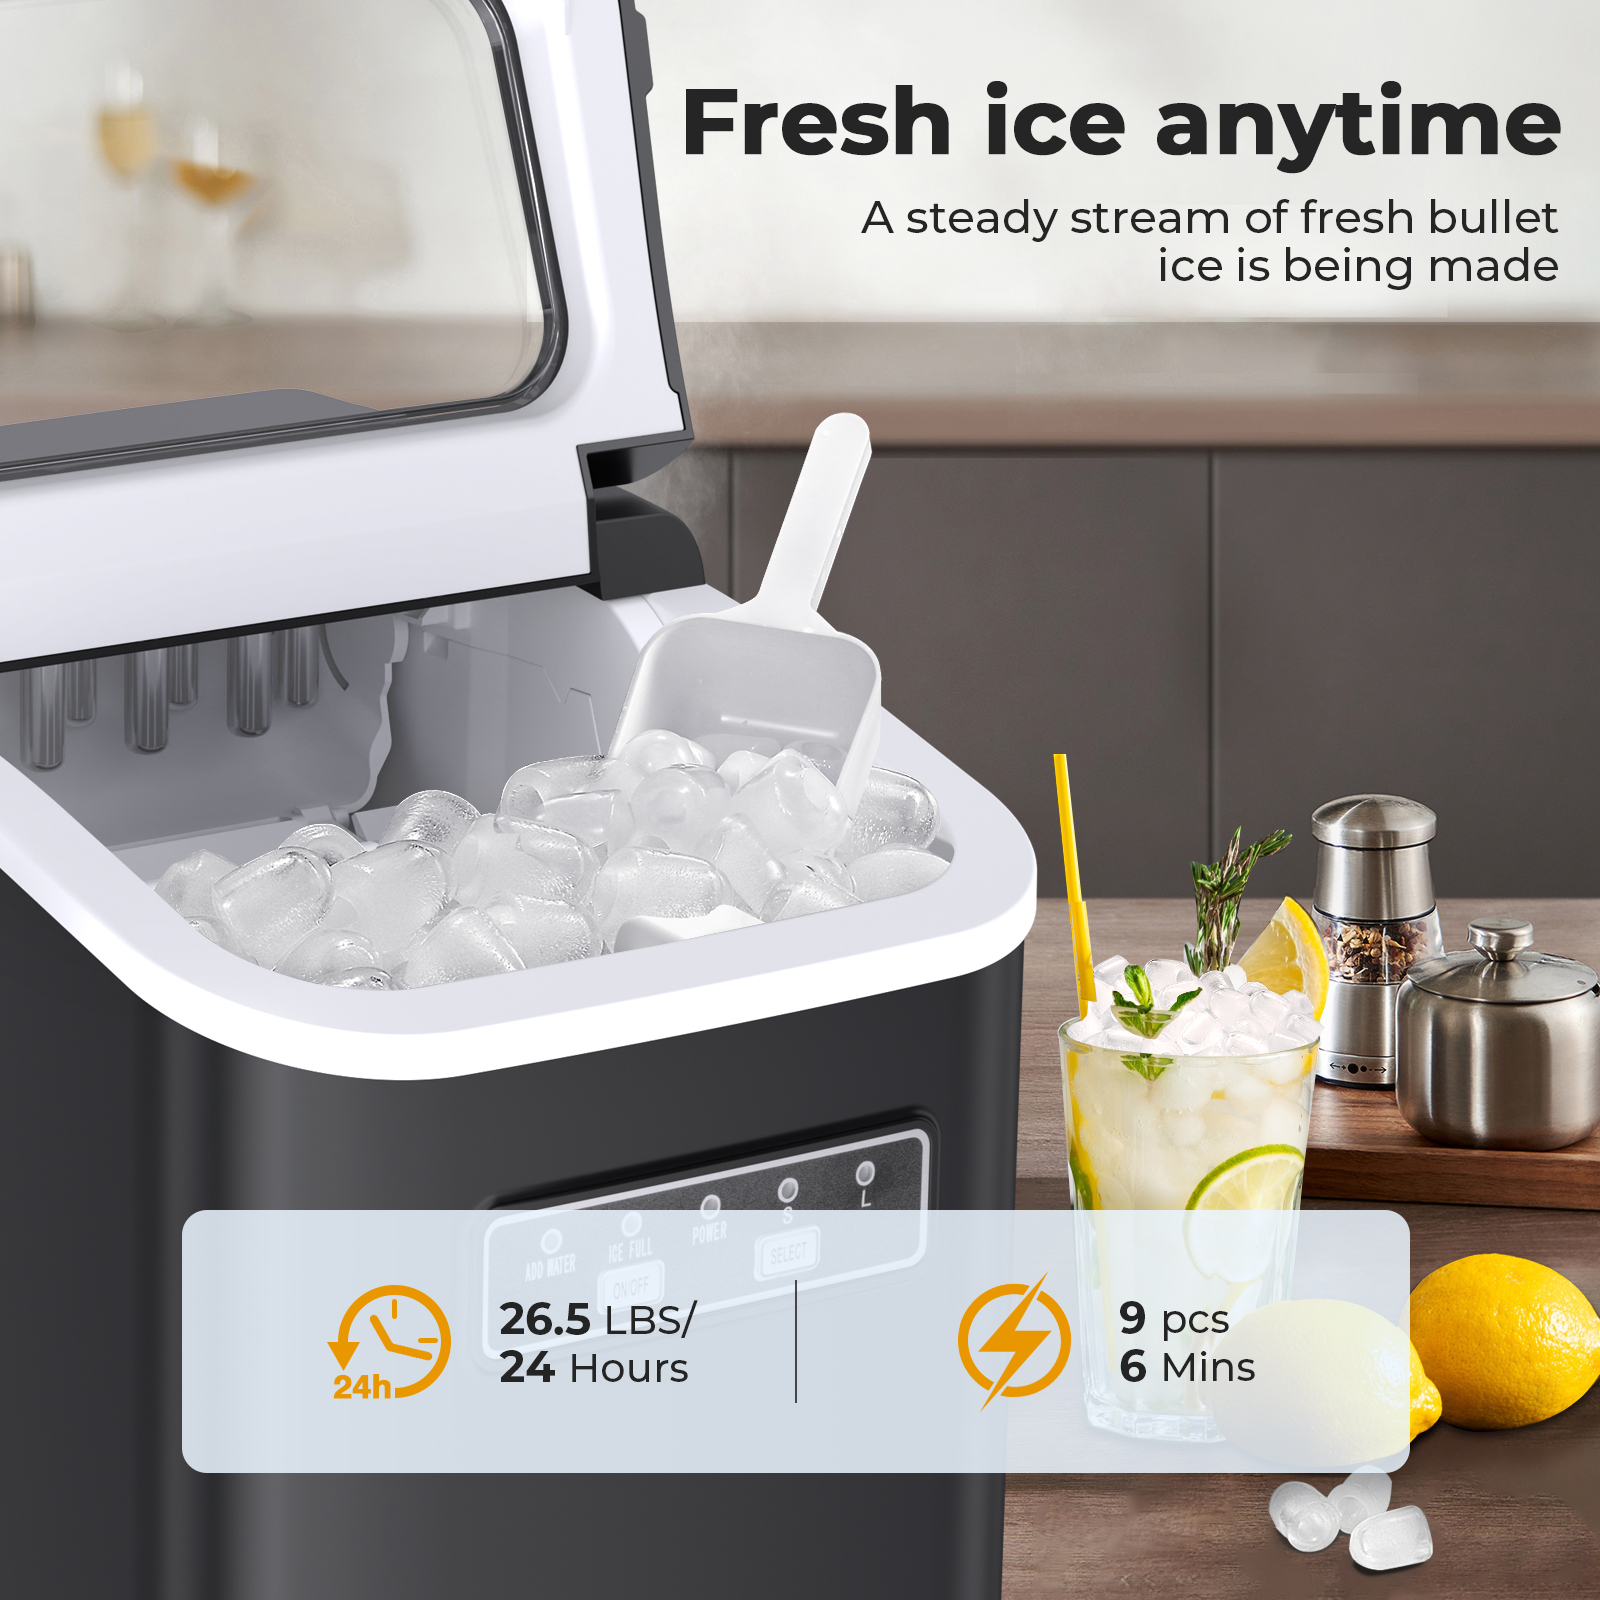 Fresh ice anytime
A steady stream of fresh bullet
ice is being made
L
S
POWER
ICE FULL
ADD WATER
SELECT
ON/OFF
26.5 LBS/
24 Hours
24h
9 pcs
6 Mins